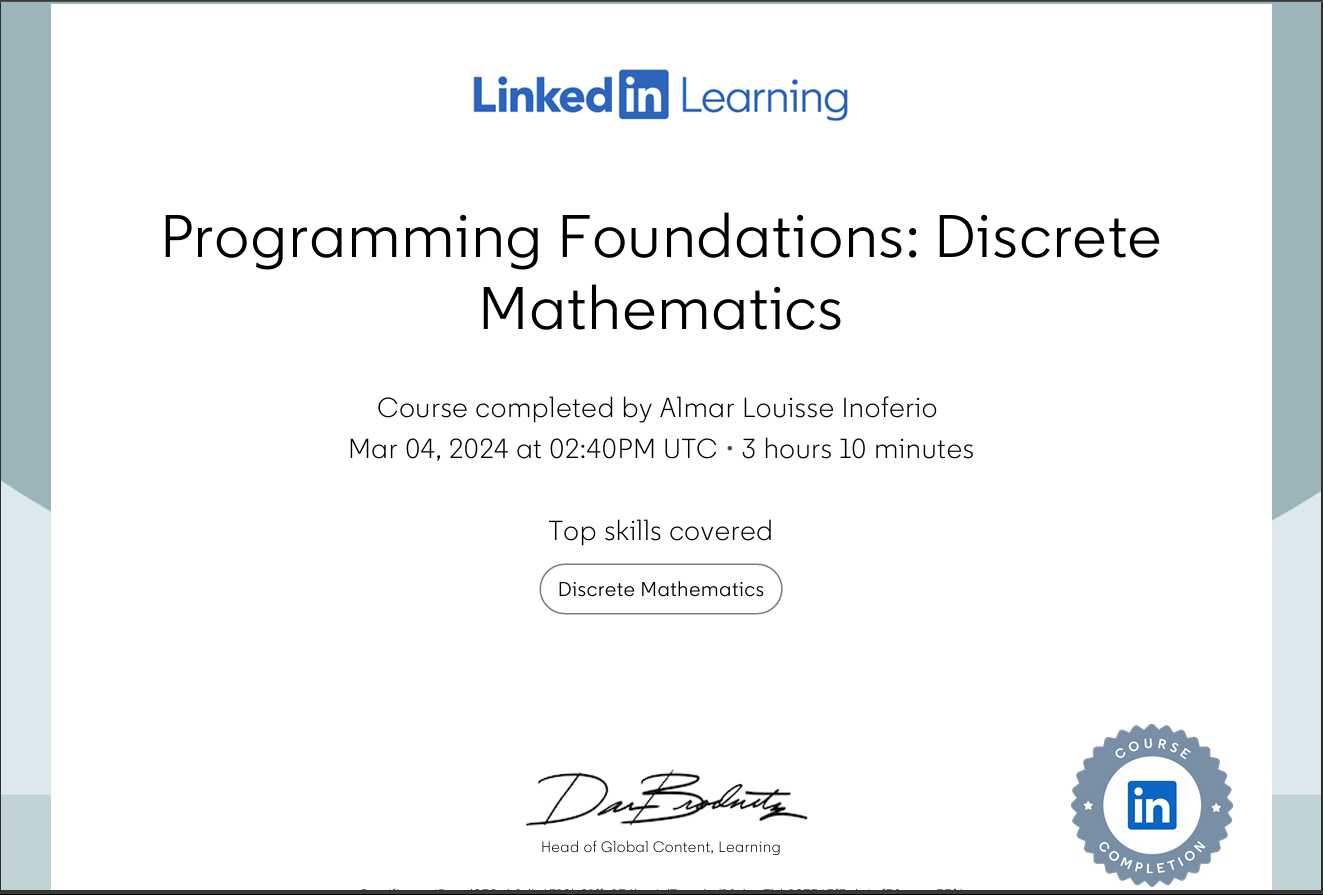 Linked in Learning
Programming Foundations: Discrete
Mathematics
Course completed by Almar Louisse Inoferio
Mar 04, 2024 at 02:40PM UTC • 3 hours 10 minutes
Top skills covered
Discrete Mathematics
Dan Brodnitz
Head of Global Content, Learning
COURSE
in
COMPLETION